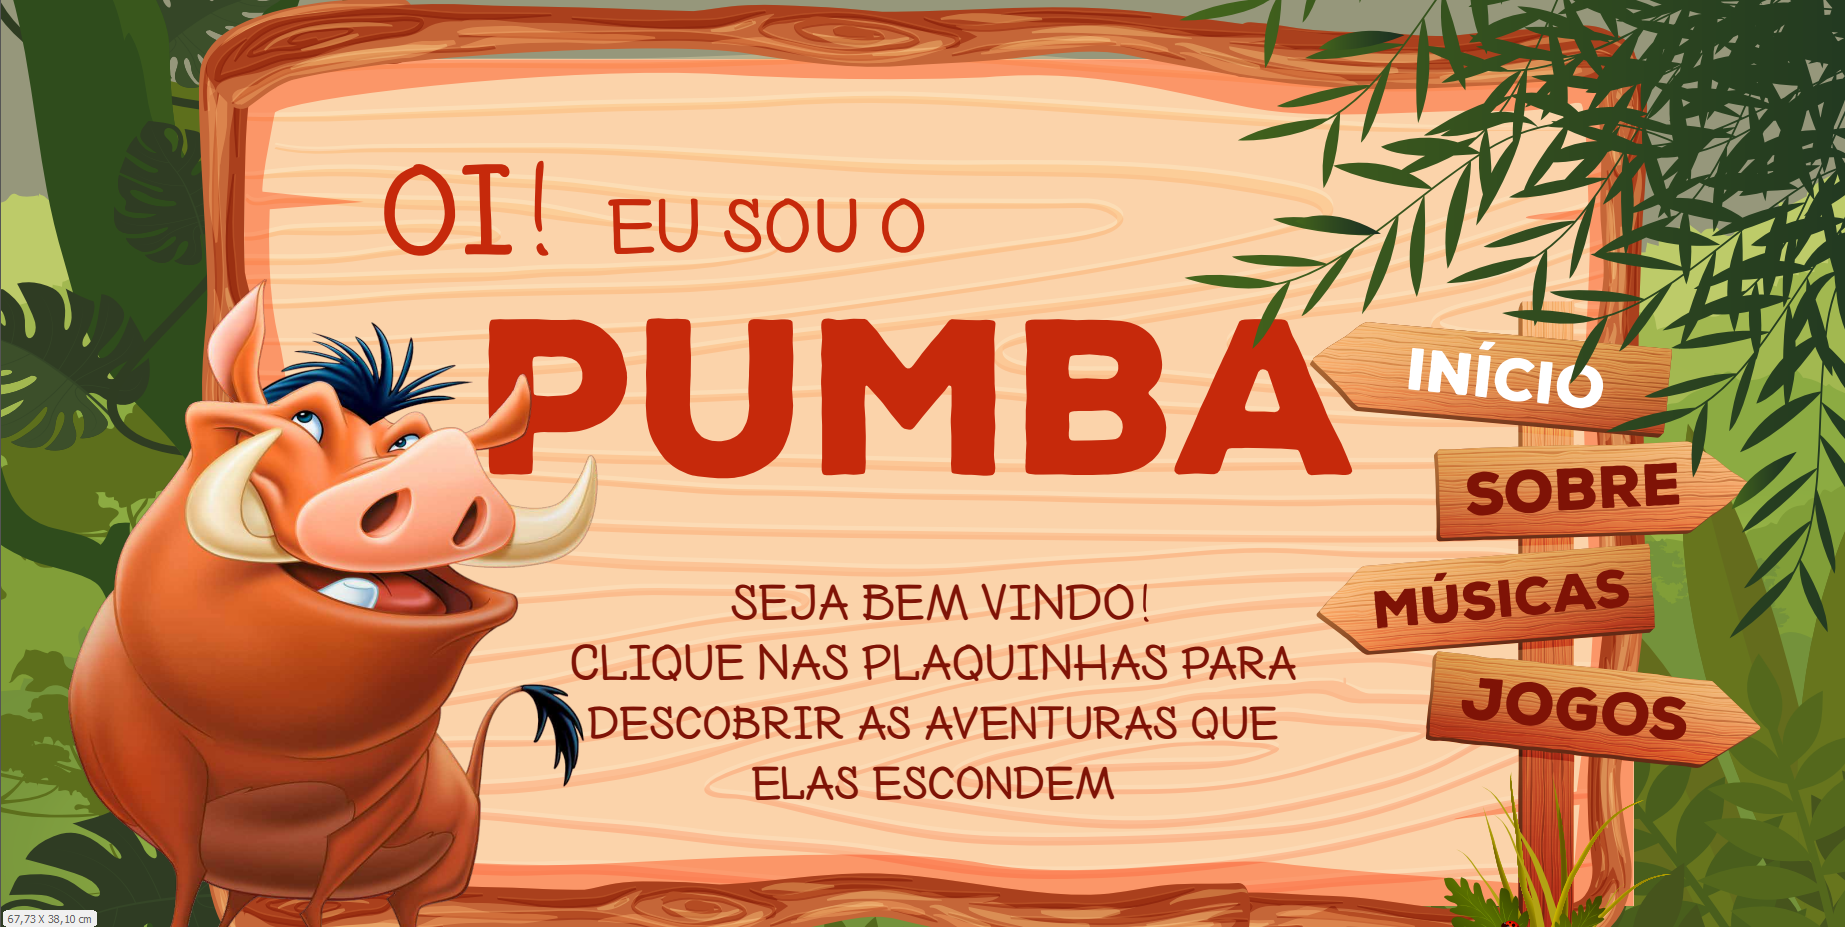 OI! EU SOU O
PUMBA
SEJA BEM VINDO!
CLIQUE NAS PLAQUINHAS PARA
DESCOBRIR AS AVENTURAS QUE
ELAS ESCONDEM
INÍCIO
SOBRE
MÚSICAS
JOGOS
67,73 X 38,10 cm